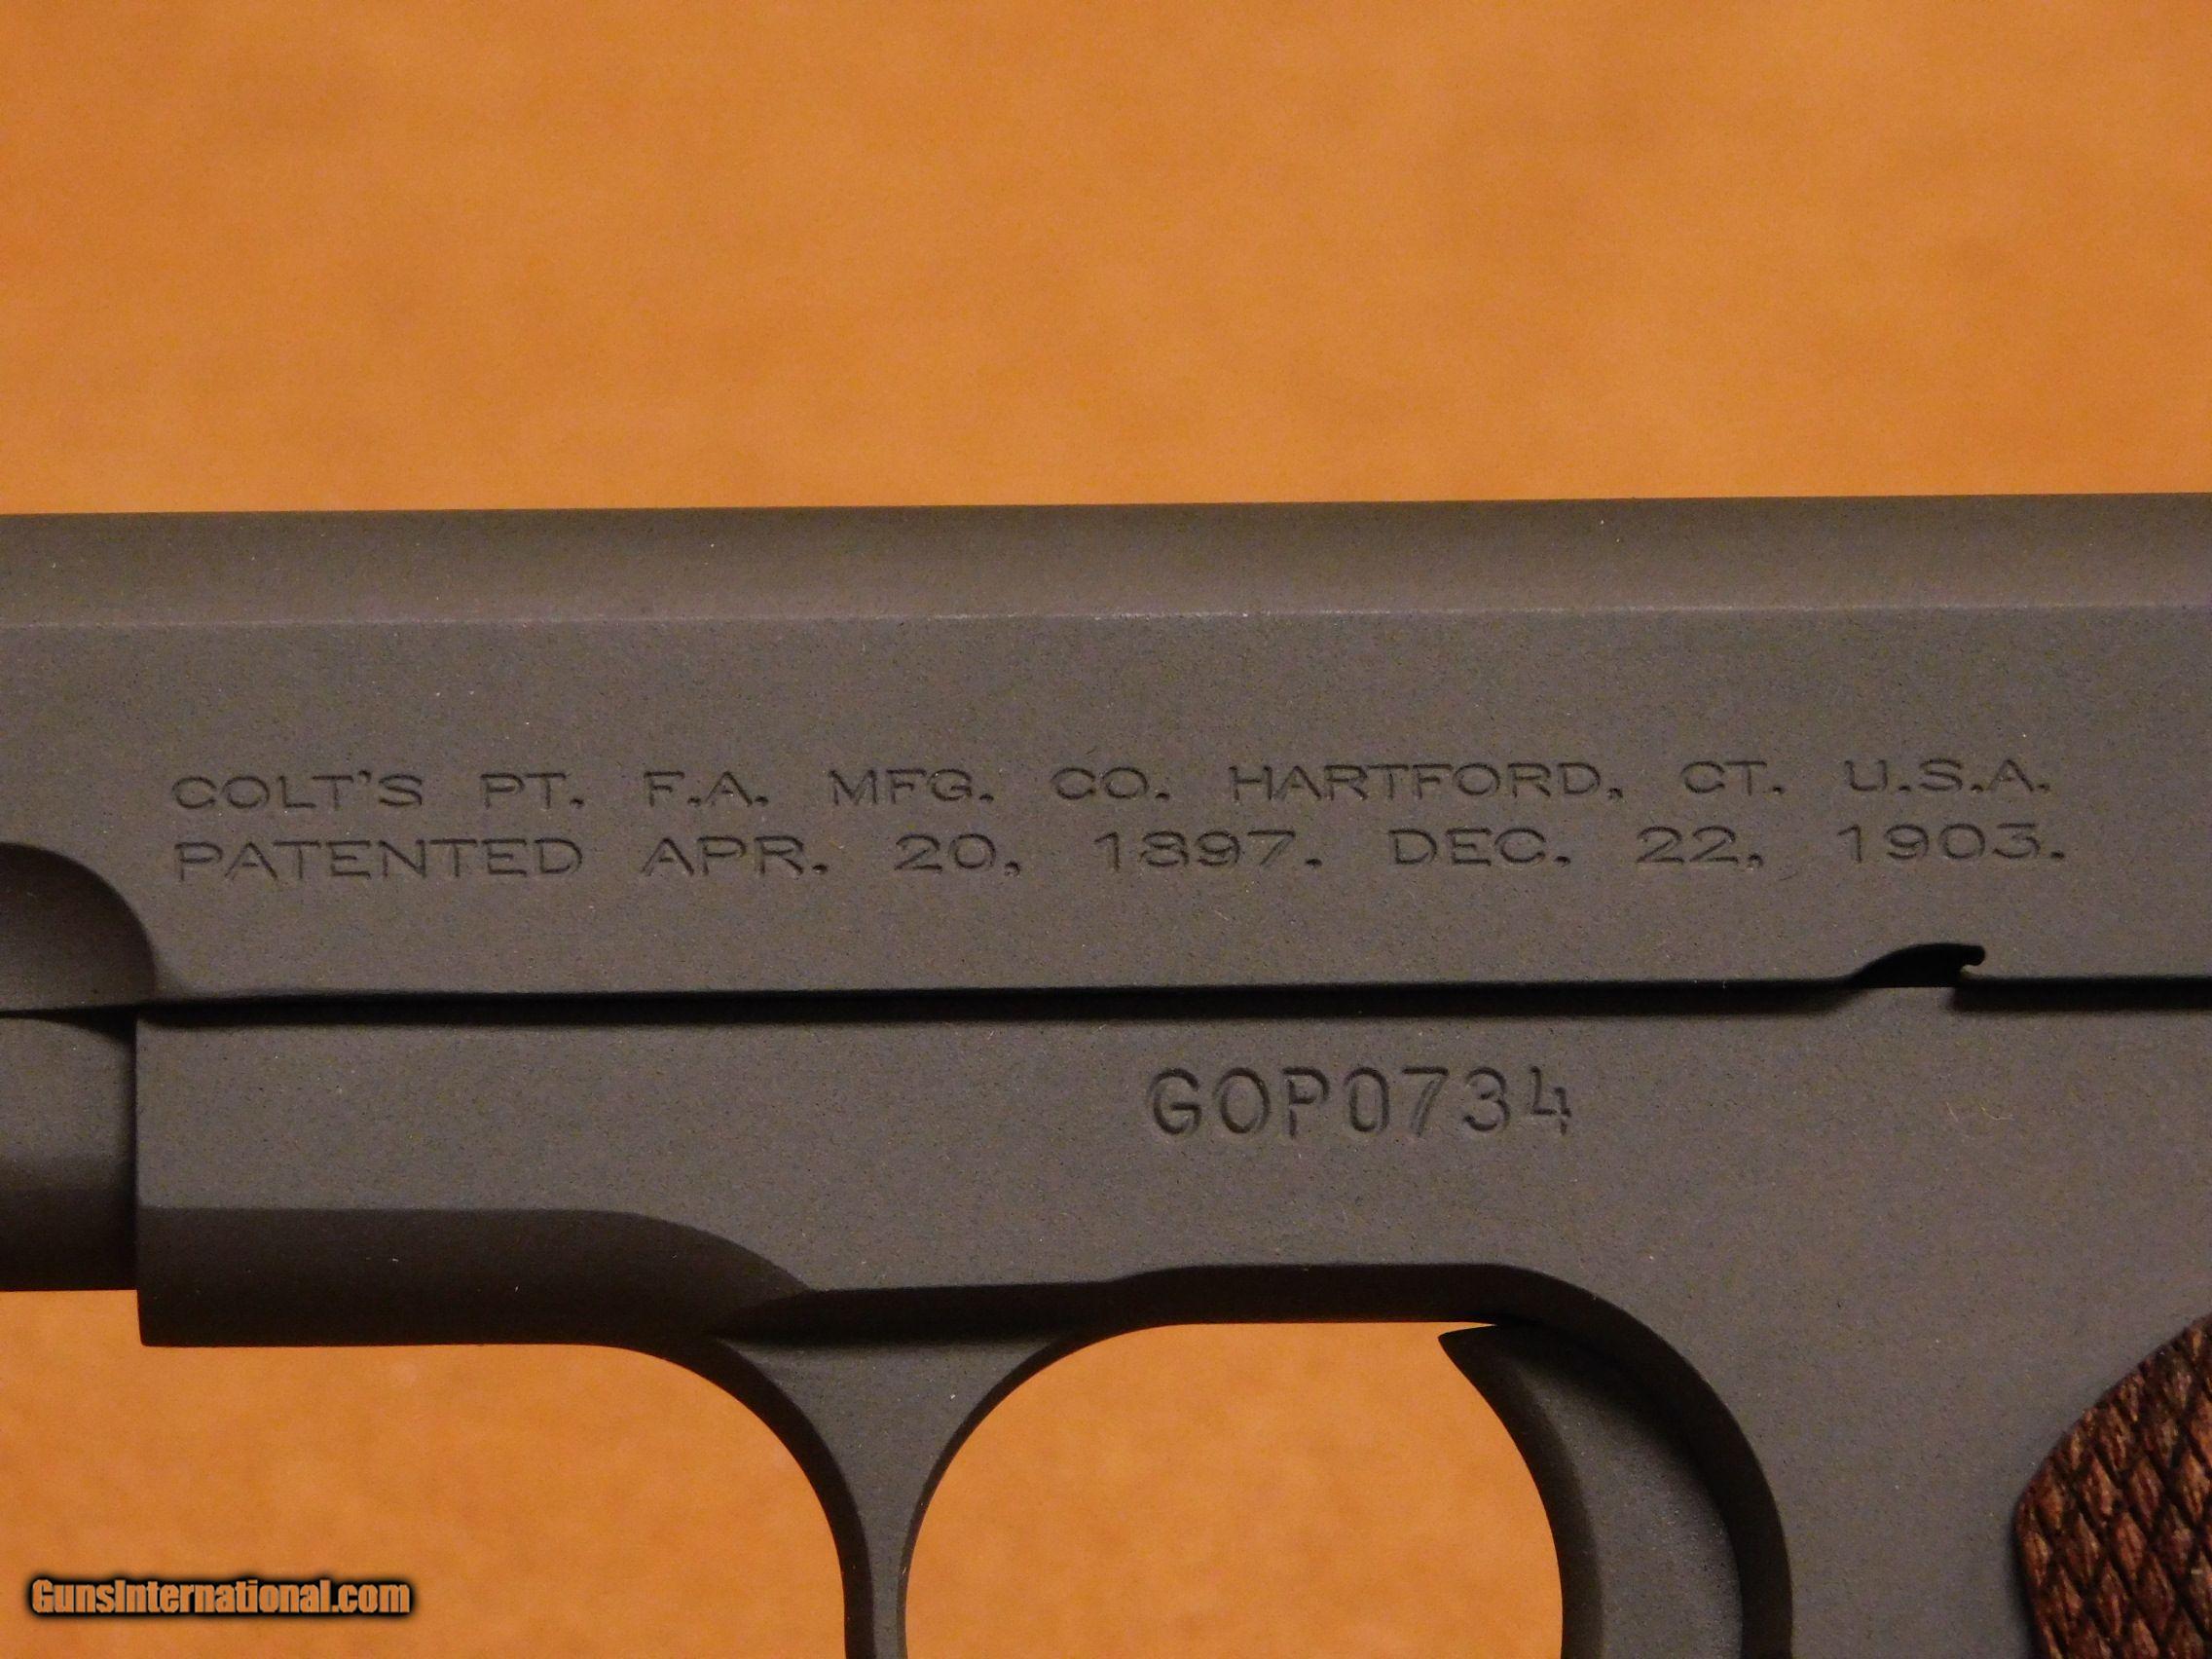 COLT'S PT. F.A. MFG. CO. HARTFORD, CT. U.S.A.
PATENTED APR. 20, 1897. DEC. 22, 1903.
GOP0734
GunsInternational.com